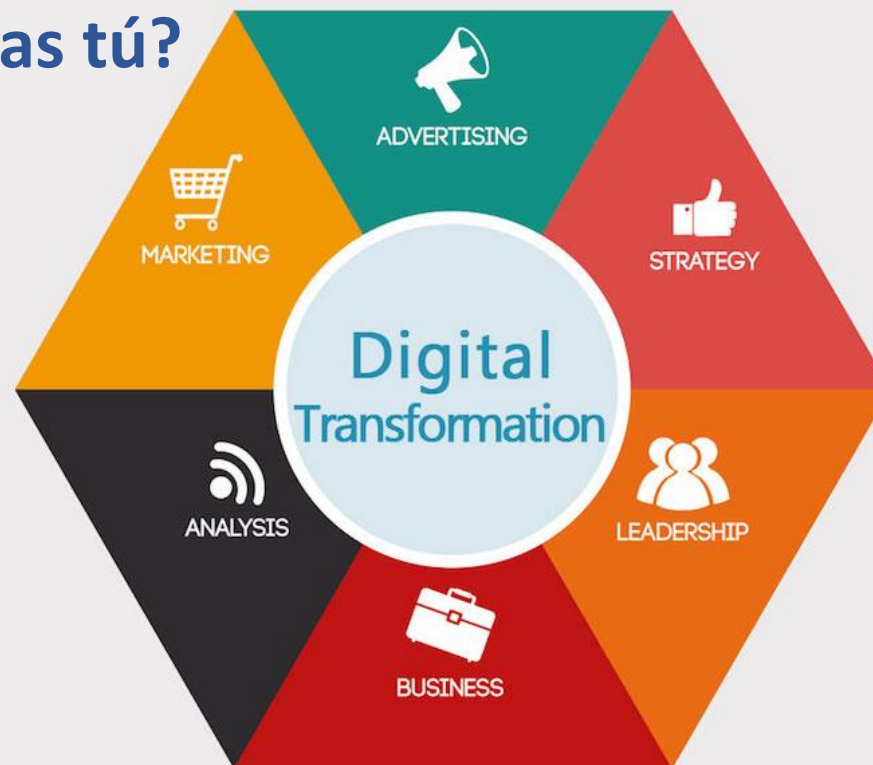 as tú?
ADVERTISING
MARKETING
STRATEGY
Digital
Transformation
ANALYSIS
LEADERSHIP
BUSINESS